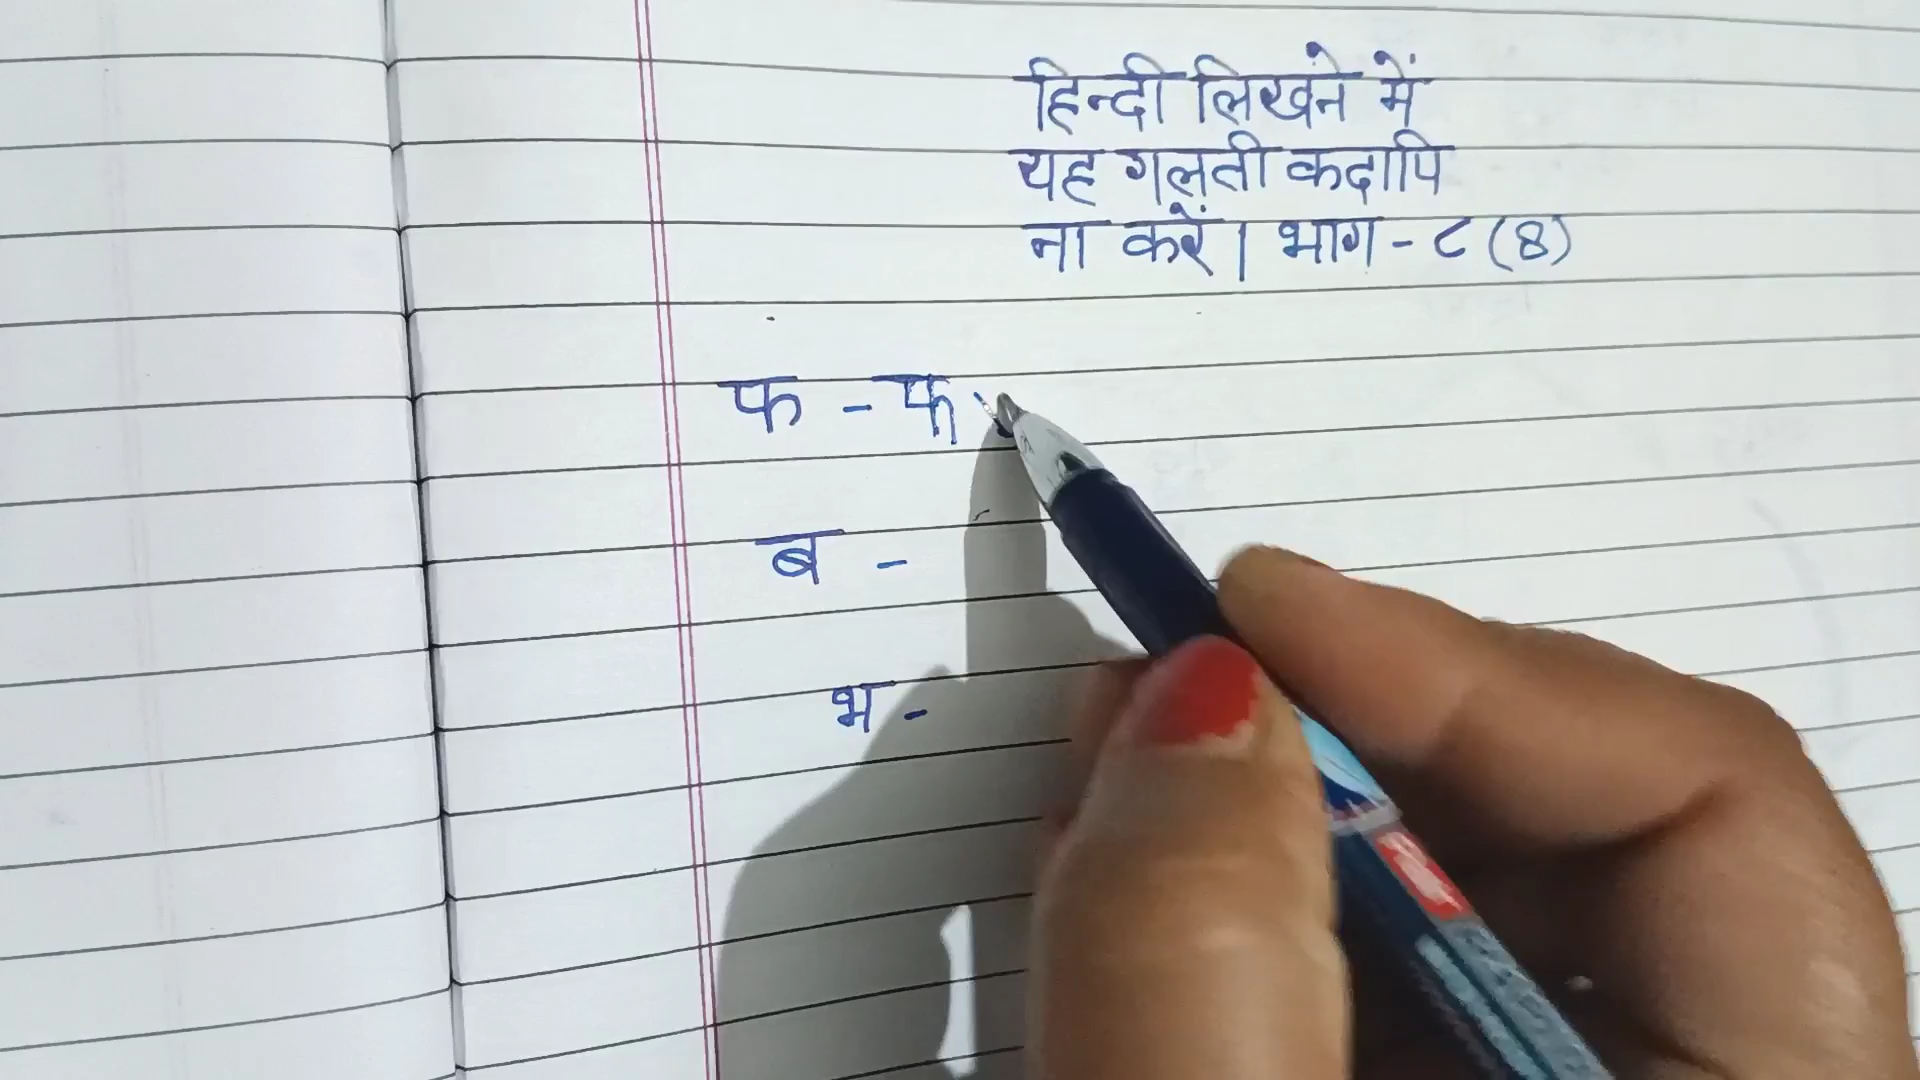 हिन्दी लिखने में
यह गलती कदापि
ना करें। भाग - ८ (8)
फ - फ
ब -
भ -